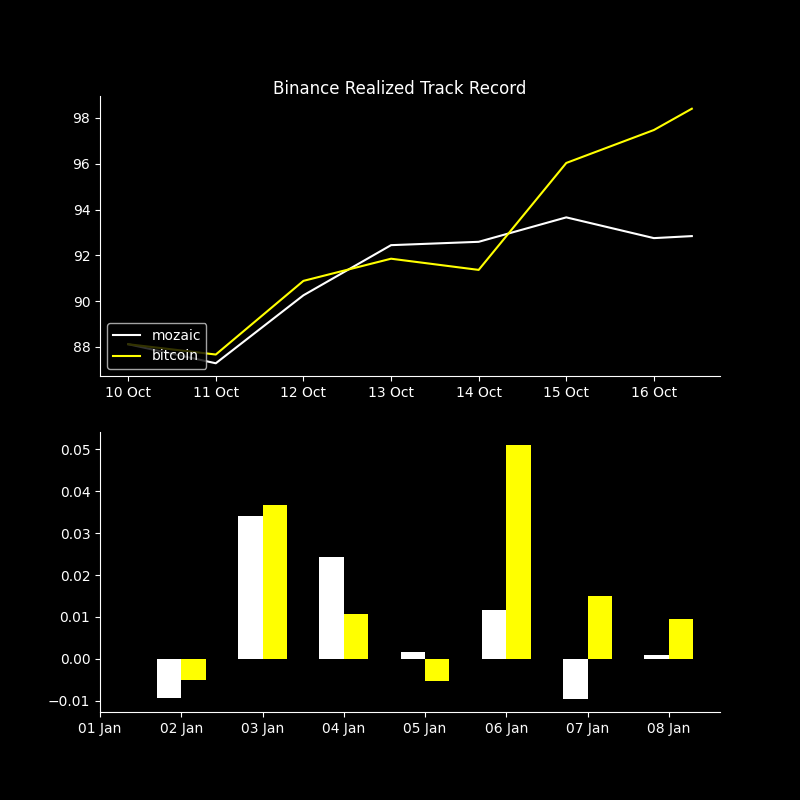 Binance Realized Track Record
98
96
94
92
90
88
mozaic
bitcoin
10 Oct 11 Oct 12 Oct 13 Oct 14 Oct 15 Oct 16 Oct
0.05
0.04
0.03
0.02
0.01
0.00
−0.01
01 Jan 02 Jan 03 Jan 04 Jan 05 Jan 06 Jan 07 Jan 08 Jan